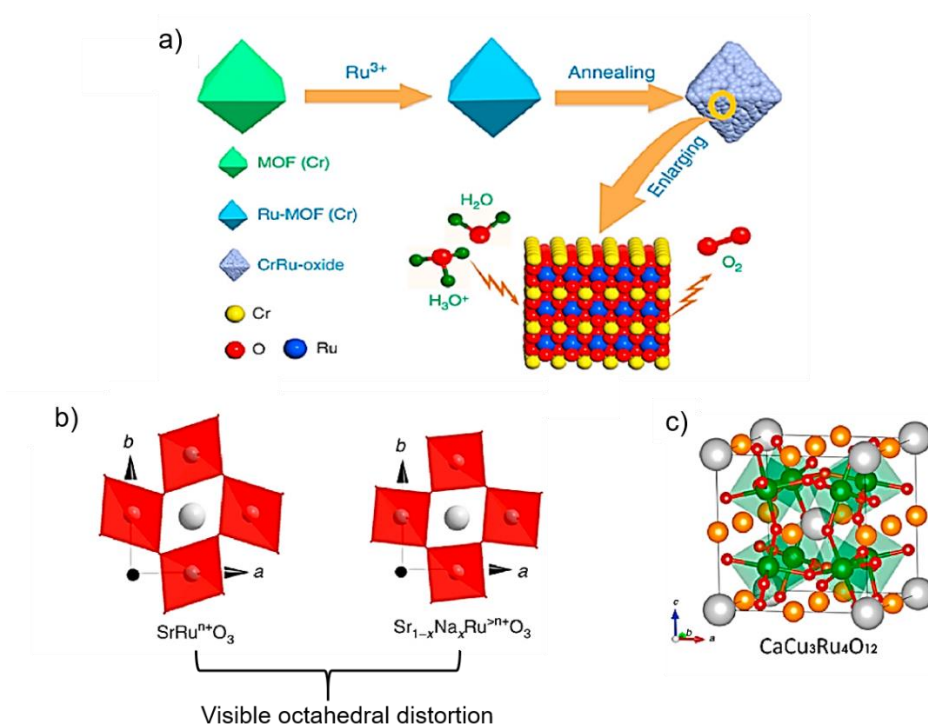 a)
Ru³⁺
Annealing
Enlarging
MOF (Cr)
Ru-MOF (Cr)
CrRu-oxide
Cr
O
Ru
H₂O
H₃O⁺
O₂
b)
b
a
SrRuⁿ⁺O₃
b
a
Sr₁₋ₓNaₓRu^{>n+}O₃
Visible octahedral distortion
c)
c
b
a
CaCu₃Ru₄O₁₂